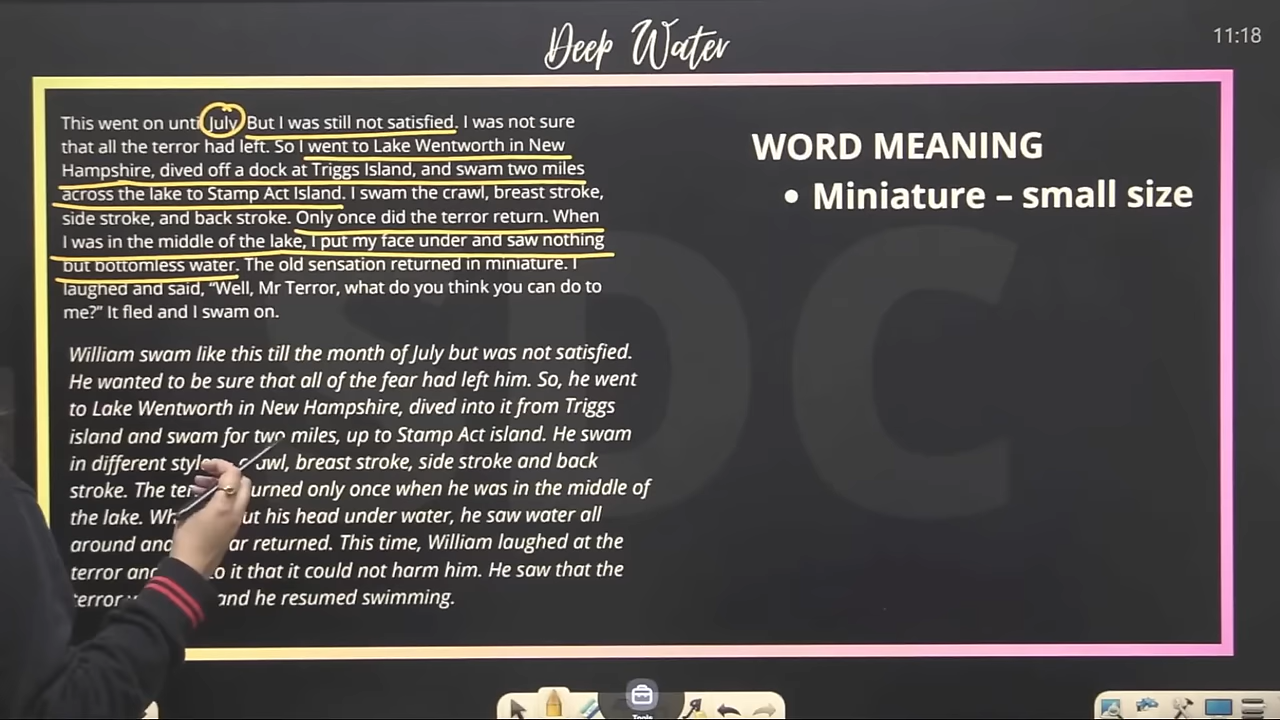 Deep Water
11:18
This went on unti July. But I was still not satisfied. I was not sure
that all the terror had left. So I went to Lake Wentworth in New
Hampshire, dived off a dock at Triggs Island, and swam two miles
across the lake to Stamp Act Island. I swam the crawl, breast stroke,
side stroke, and back stroke. Only once did the terror return. When
I was in the middle of the lake, I put my face under and saw nothing
but bottomless water. The old sensation returned in miniature. I
laughed and said, “Well, Mr Terror, what do you think you can do to
me?” It fled and I swam on.
William swam like this till the month of July but was not satisfied.
He wanted to be sure that all of the fear had left him. So, he went
to Lake Wentworth in New Hampshire, dived into it from Triggs
island and swam for two miles, up to Stamp Act island. He swam
in different breast stroke, side stroke and back
stroke. The only once when he was in the middle of
the lake. his head under water, he saw water all
around returned. This time, William laughed at the
terror it that it could not harm him. He saw that the
terror and he resumed swimming.
WORD MEANING
• Miniature – small size
SDC
Tools